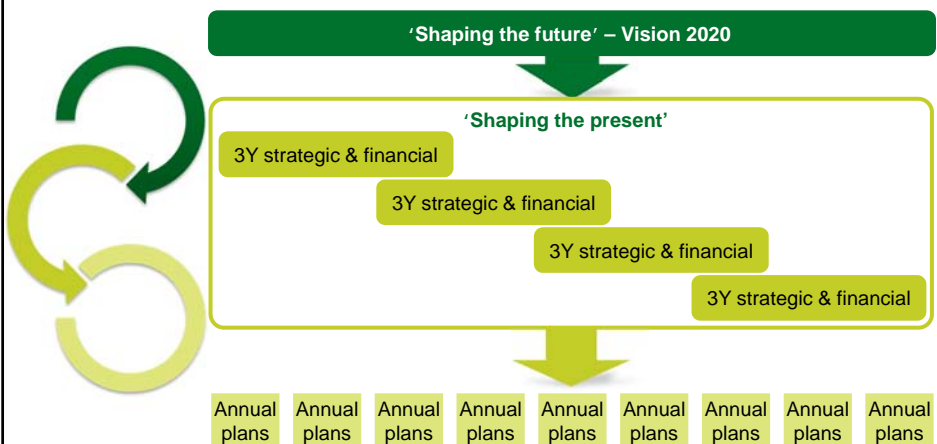 ‘Shaping the future’ – Vision 2020
‘Shaping the present’
3Y strategic & financial
3Y strategic & financial
3Y strategic & financial
3Y strategic & financial
Annual Annual Annual Annual Annual Annual Annual Annual Annual
plans plans plans plans plans plans plans plans plans